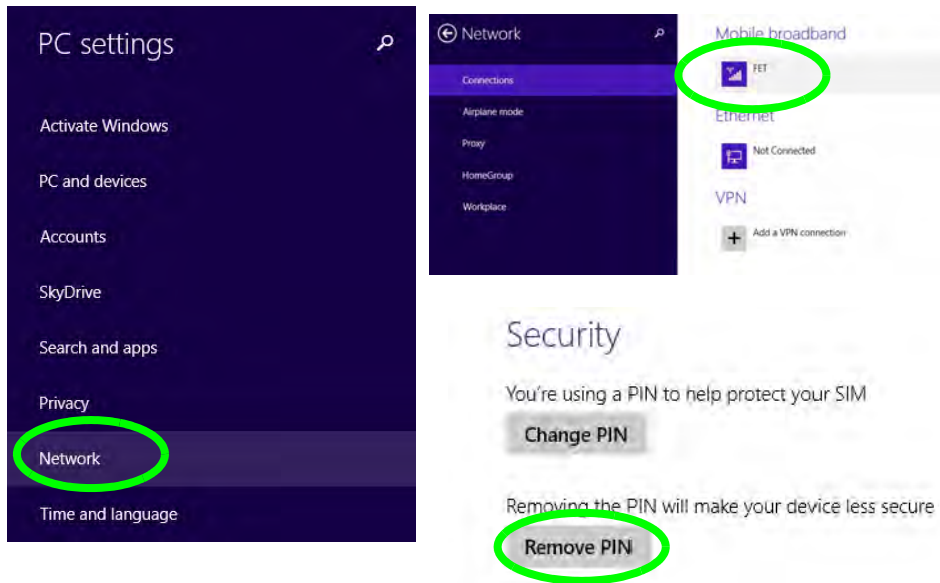 PC settings
Activate Windows
PC and devices
Accounts
SkyDrive
Search and apps
Privacy
Network
Time and language
Network
Connections
Airplane mode
Proxy
HomeGroup
Workplace
Mobile broadband
FET
Ethernet
Not Connected
VPN
Add a VPN connection
Security
You're using a PIN to help protect your SIM
Change PIN
Removing the PIN will make your device less secure
Remove PIN